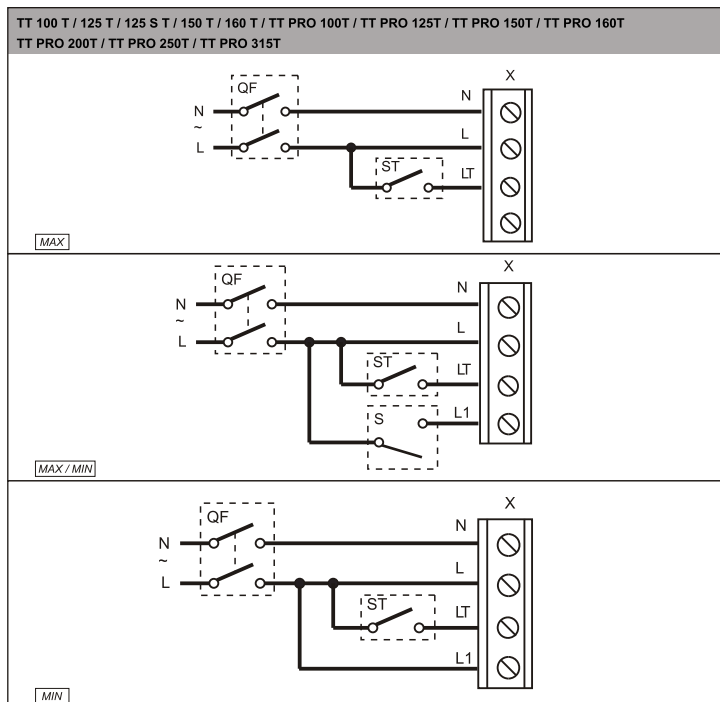 TT 100 T / 125 T / 125 S T / 150 T / 160 T / TT PRO 100T / TT PRO 125T / TT PRO 150T / TT PRO 160T
TT PRO 200T / TT PRO 250T / TT PRO 315T
X
QF
N
N
~
L
L
ST
LT
MAX
X
QF
N
N
~
L
L
ST
LT
S
L1
MAX / MIN
X
QF
N
N
~
L
L
ST
LT
L1
MIN